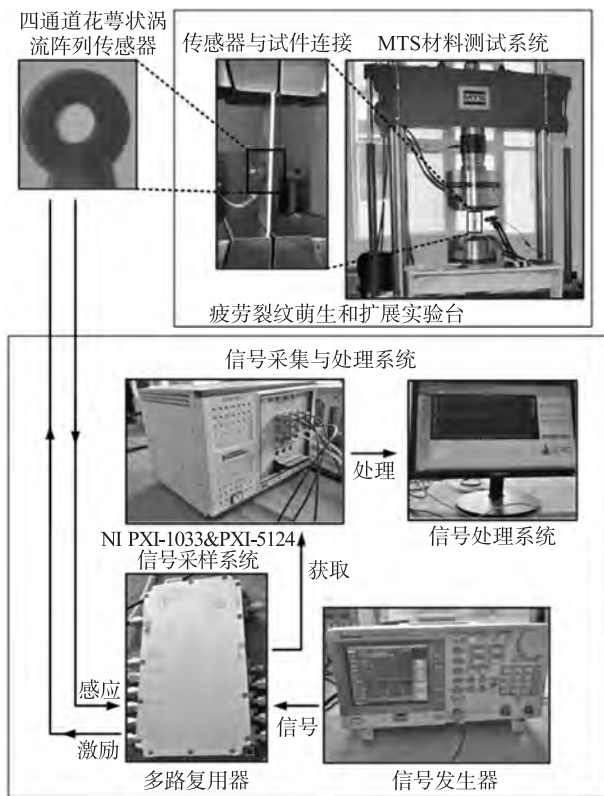 四通道花萼状涡
流阵列传感器
传感器与试件连接
MTS材料测试系统
MTS
疲劳裂纹萌生和扩展实验台
信号采集与处理系统
处理
NI PXI-1033&PXI-5124
信号采样系统
信号处理系统
获取
感应
信号
激励
多路复用器
信号发生器